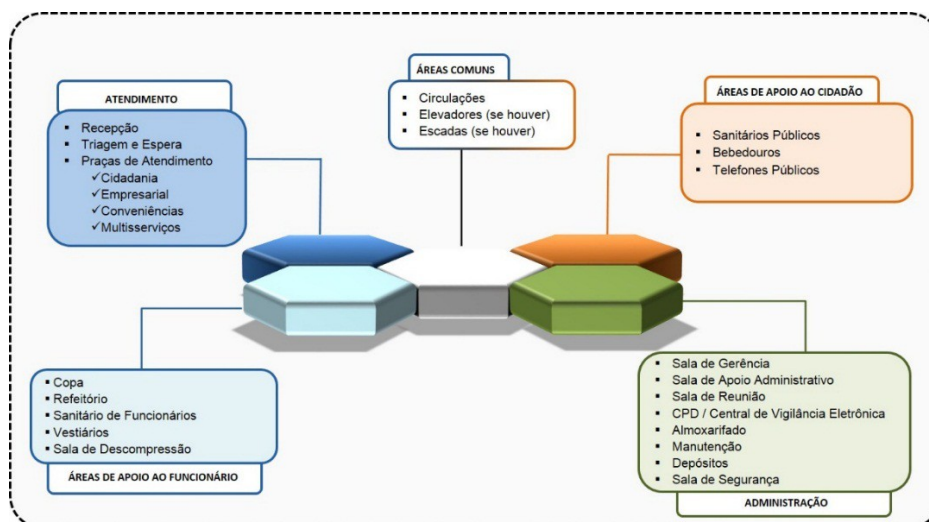 ATENDIMENTO
▪ Recepção
▪ Triagem e Espera
▪ Praças de Atendimento
✓Cidadania
✓Empresarial
✓Conveniências
✓Multisserviços
ÁREAS COMUNS
▪ Circulações
▪ Elevadores (se houver)
▪ Escadas (se houver)
ÁREAS DE APOIO AO CIDADÃO
▪ Sanitários Públicos
▪ Bebedouros
▪ Telefones Públicos
▪ Copa
▪ Refeitório
▪ Sanitário de Funcionários
▪ Vestiários
▪ Sala de Descompressão
ÁREAS DE APOIO AO FUNCIONÁRIO
▪ Sala de Gerência
▪ Sala de Apoio Administrativo
▪ Sala de Reunião
▪ CPD / Central de Vigilância Eletrônica
▪ Almoxarifado
▪ Manutenção
▪ Depósitos
▪ Sala de Segurança
ADMINISTRAÇÃO